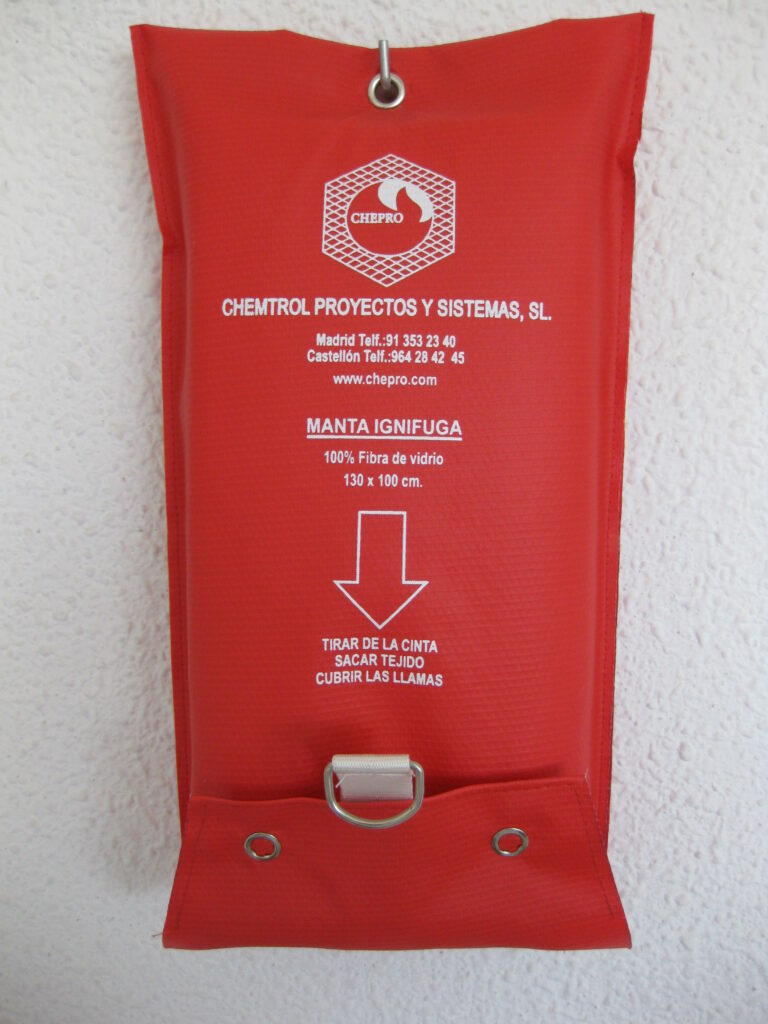 CHEPRO
CHEMTROL PROYECTOS Y SISTEMAS, SL.
Madrid Telf.:91 353 23 40
Castellón Telf.:964 28 42 45
www.chepro.com
MANTA IGNIFUGA
100% Fibra de vidrio
130 x 100 cm.
TIRAR DE LA CINTA
SACAR TEJIDO
CUBRIR LAS LLAMAS